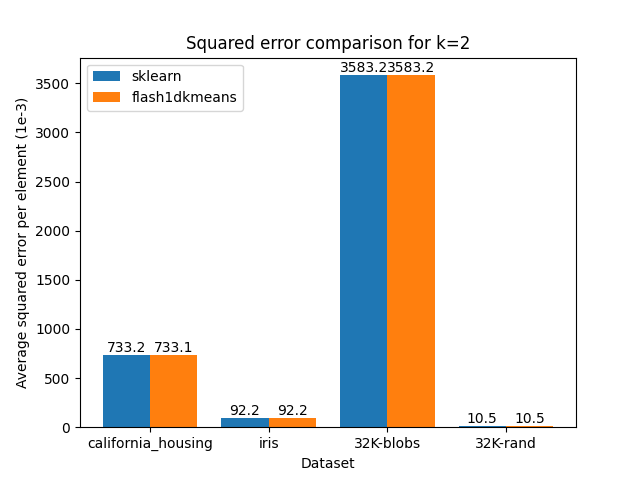 Squared error comparison for k=2
sklearn
flash1dkmeans
Average squared error per element (1e-3)
3500
3000
2500
2000
1500
1000
500
0
733.2 733.1
92.2 92.2
3583.2 3583.2
10.5 10.5
california_housing iris 32K-blobs 32K-rand
Dataset